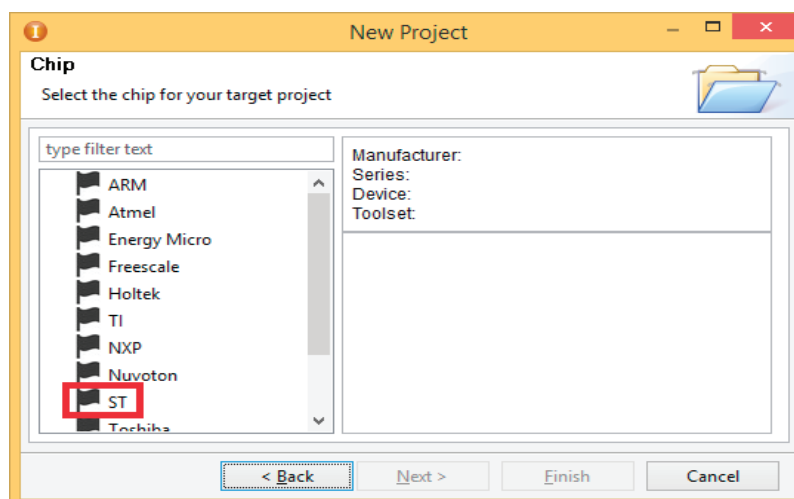 New Project
Chip
Select the chip for your target project
type filter text
ARM
Atmel
Energy Micro
Freescale
Holtek
TI
NXP
Nuvoton
ST
Toshiba
Manufacturer:
Series:
Device:
Toolset:
< Back
Next >
Finish
Cancel